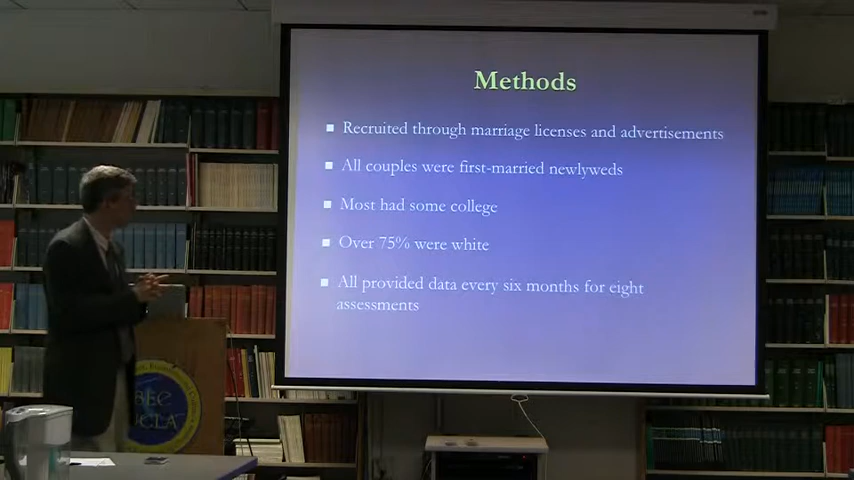 Methods
Recruited through marriage licenses and advertisements
All couples were first-married newlyweds
Most had some college
Over 75% were white
All provided data every six months for eight
assessments
BEC
UCLA